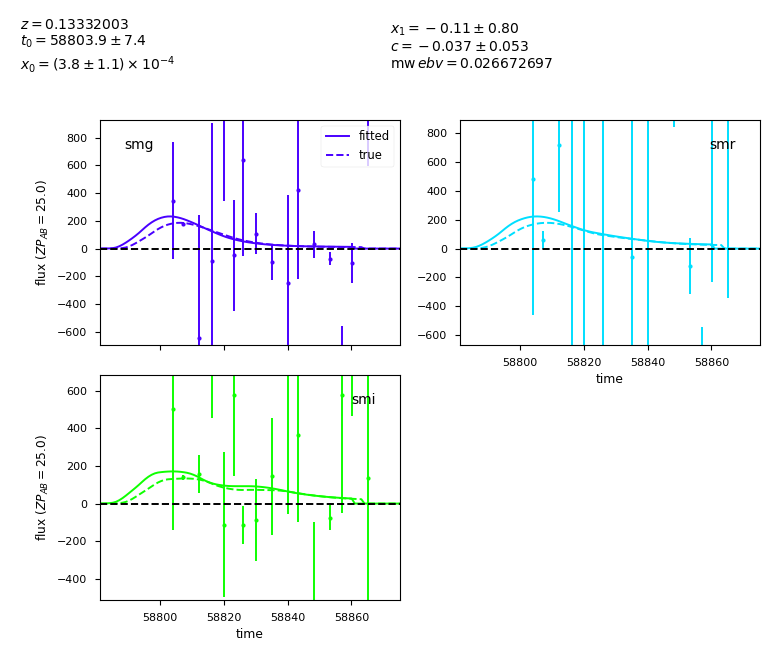 z = 0.13332003
t₀ = 58803.9 ± 7.4
x₀ = (3.8 ± 1.1) × 10⁻⁴
x₁ = −0.11 ± 0.80
c = −0.037 ± 0.053
mw ebv = 0.026672697
smg
fitted
true
800
600
400
200
0
−200
−400
−600
flux (ZP_AB = 25.0)
smr
800
600
400
200
0
−200
−400
−600
58800 58820 58840 58860
time
smi
600
400
200
0
−200
−400
flux (ZP_AB = 25.0)
58800 58820 58840 58860
time